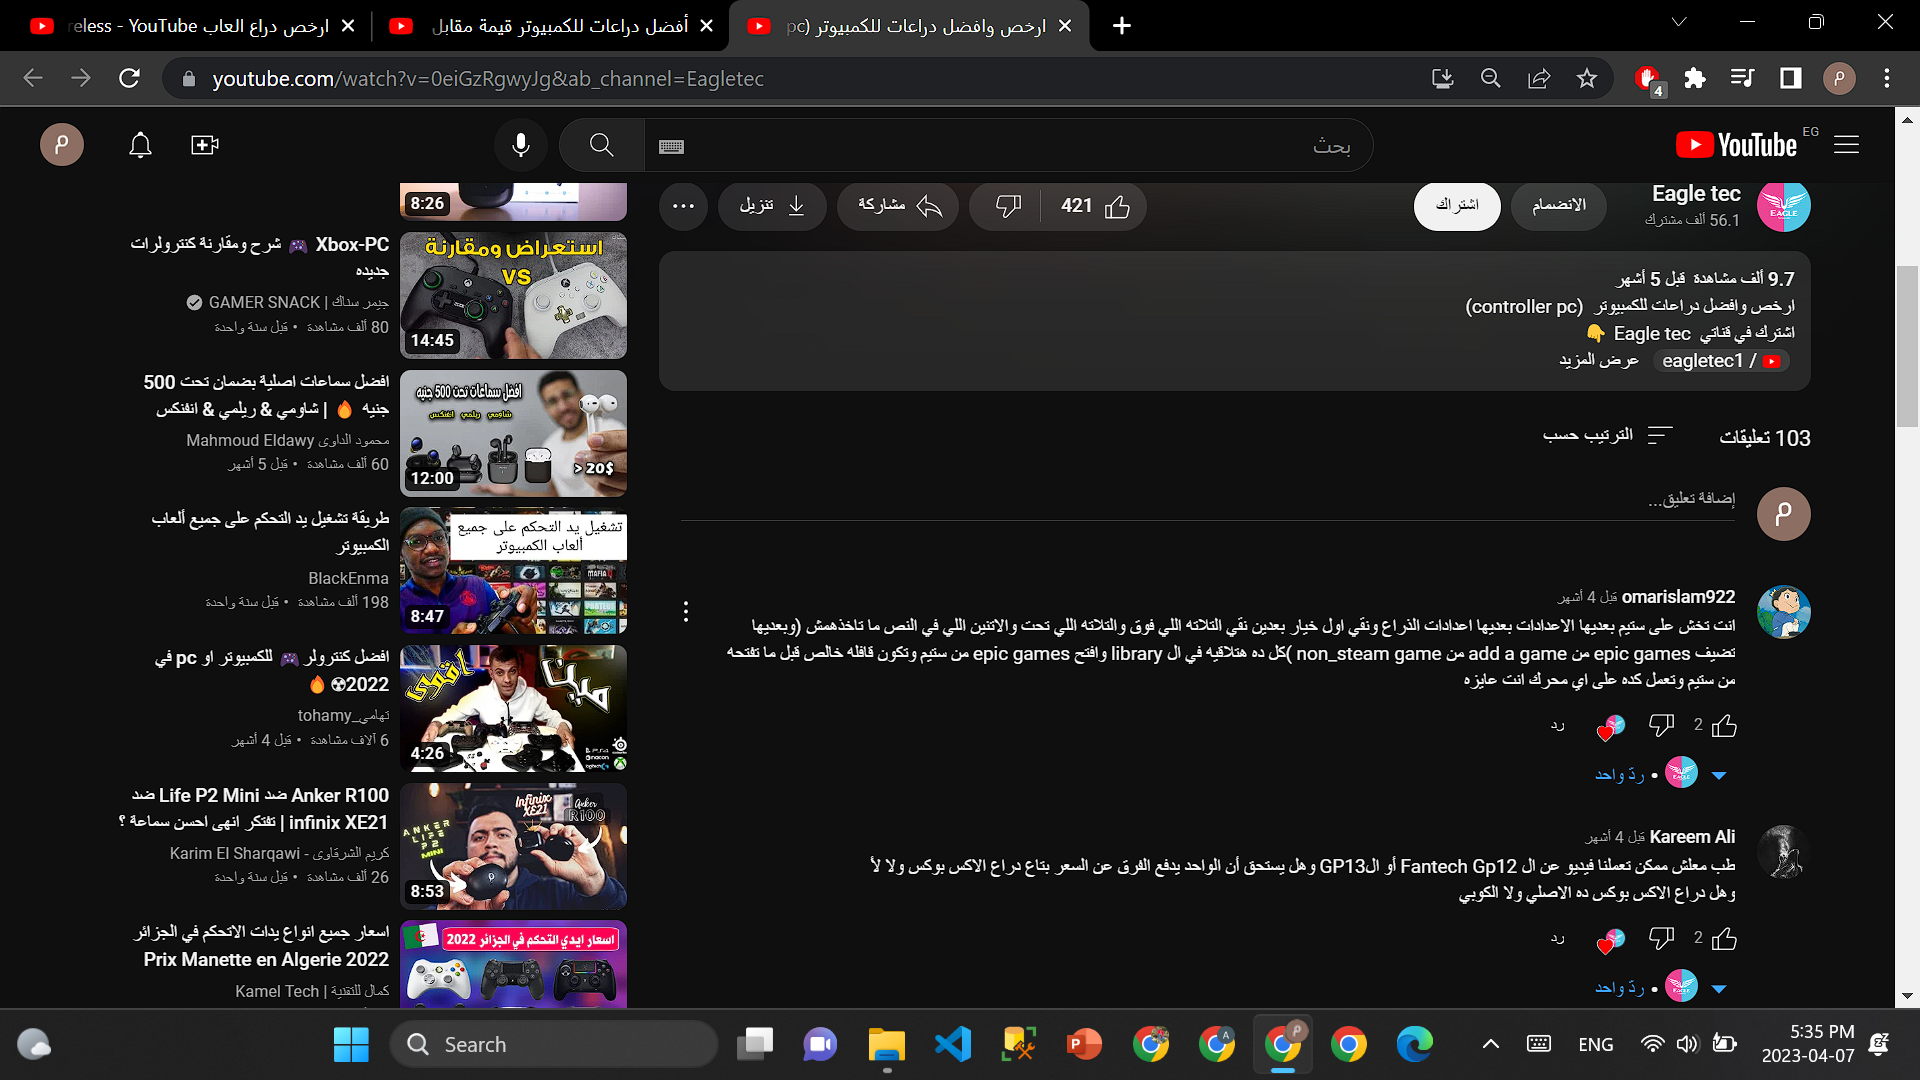 ارخص دراع العاب reless - YouTube
أفضل دراعات للكمبيوتر قيمة مقابل
ارخص وافضل دراعات للكمبيوتر (pc
youtube.com/watch?v=0eiGzRgwyJg&ab_channel=Eagletec
4
م
م
بحث
YouTube EG
Eagle tec
56.1 ألف مشترك
الانضمام
اشتراك
421
مشاركة
تنزيل
9.7 ألف مشاهدة قبل 5 أشهر
ارخص وافضل دراعات للكمبيوتر (controller pc)
اشترك في قناتي Eagle tec 👇
/ eagletec1 عرض المزيد
103 تعليقات
الترتيب حسب
م
إضافة تعليق...
omarislam922 قبل 4 أشهر
انت تخش على ستيم بعديها الاعدادات بعديها اعدادات الذراع ونقي اول خيار بعدين نقي التلاته اللي فوق والتلاته اللي تحت والاتنين اللي في النص ما تاخذهمش (وبعديها
تضيف epic games من add a game من non_steam game )كل ده هتلاقيه في ال library وافتح epic games من ستيم وتكون قافله خالص قبل ما تفتحه
من ستيم وتعمل كده على اي محرك انت عايزه
2
رد
ردّ واحد
Kareem Ali قبل 4 أشهر
طب معلش ممكن تعملنا فيديو عن ال Fantech Gp12 أو الGP13 وهل يستحق أن الواحد يدفع الفرق عن السعر بتاع دراع الاكس بوكس ولا لأ
وهل دراع الاكس بوكس ده الاصلي ولا الكوبي
2
رد
ردّ واحد
8:26
استعراض ومقارنة
VS
14:45
Xbox-PC 🎮 شرح ومقارنة كنترولرات
جديده
جيمر سناك | GAMER SNACK
80 ألف مشاهدة • قبل سنة واحدة
افضل سماعات تحت 500 جنيه
شاومي ريلمي انفنكس
> 20$
12:00
افضل سماعات اصلية بضمان تحت 500
جنيه 🔥 | شاومي & ريلمي & انفنكس
محمود الداوى Mahmoud Eldawy
60 ألف مشاهدة • قبل 5 أشهر
تشغيل يد التحكم على جميع
ألعاب الكمبيوتر
8:47
طريقة تشغيل يد التحكم على جميع ألعاب
الكمبيوتر
BlackEnma
198 ألف مشاهدة • قبل سنة واحدة
اقوى
4:26
افضل كنترولر 🎮 للكمبيوتر او pc في
2022☢🔥
تهامي_tohamy
6 آلاف مشاهدة • قبل 4 أشهر
Infinix
XE21
Anker
R100
ANKER
LIFE
P2
MINI
8:53
Anker R100 ضد Life P2 Mini ضد
infinix XE21 | تفتكر انهى احسن سماعة ؟
كريم الشرقاوى - Karim El Sharqawi
26 ألف مشاهدة • قبل سنة واحدة
اسعار ايدي التحكم في الجزائر 2022
اسعار جميع انواع يدات الاتحكم في الجزائر
Prix Manette en Algerie 2022
كمال للتقنية | Kamel Tech
Search
ENG
5:35 PM
2023-04-07